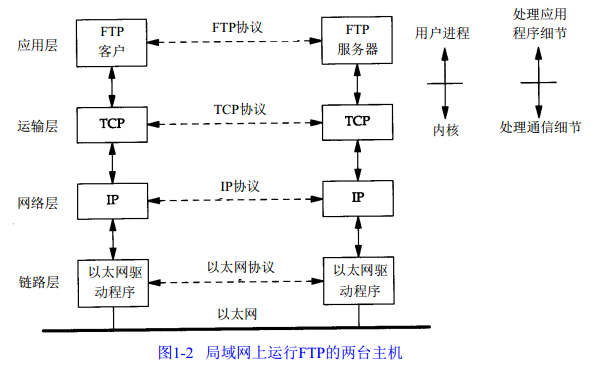 应用层
FTP
客户
FTP协议
FTP
服务器
用户进程
处理应用
程序细节
运输层
TCP
TCP协议
TCP
内核
处理通信细节
网络层
IP
IP协议
IP
链路层
以太网驱
动程序
以太网协议
以太网驱
动程序
以太网
图1-2 局域网上运行FTP的两台主机